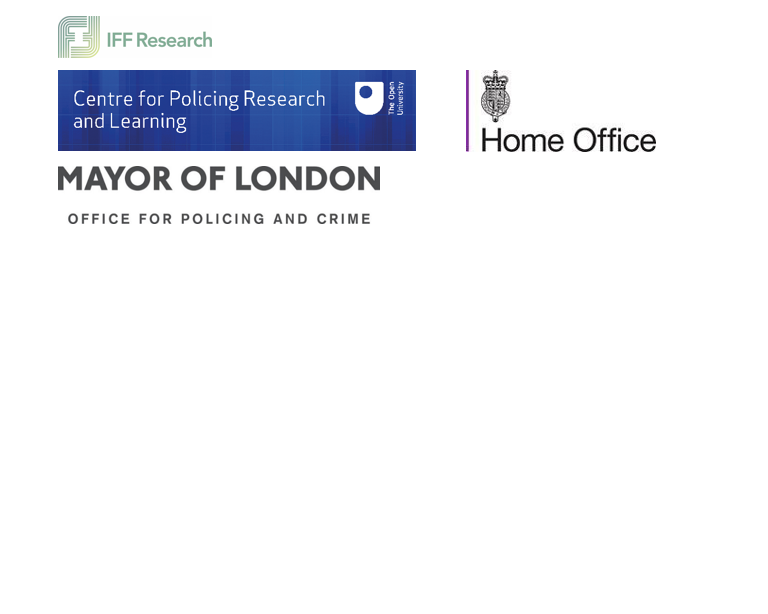 IFF Research
Centre for Policing Research
and Learning
The Open
University
Home Office
MAYOR OF LONDON
OFFICE FOR POLICING AND CRIME